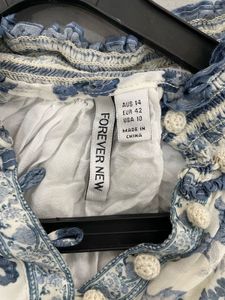 FOREVER NEW
AUS 14
EUR 42
USA 10
MADE IN
CHINA